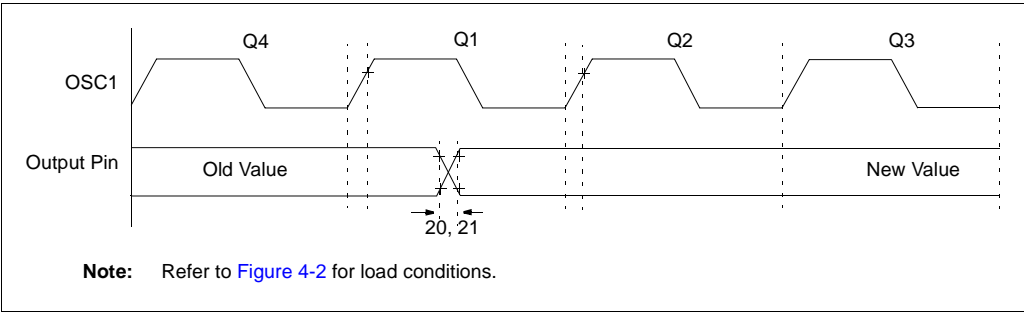 Q4 Q1 Q2 Q3
OSC1
Output Pin
Old Value New Value
20, 21
Note: Refer to Figure 4-2 for load conditions.